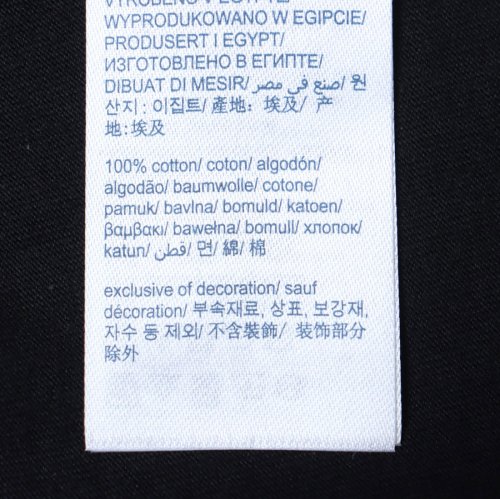 VYROBENO V EGYPTĚ/
WYPRODUKOWANO W EGIPCIE/
PRODUSERT I EGYPT/
ИЗГОТОВЛЕНО В ЕГИПТЕ/
DIBUAT DI MESIR/ صنع في مصر/ 원
산지: 이집트/ 產地: 埃及/ 产
地:埃及
100% cotton/ coton/ algodón/
algodão/ baumwolle/ cotone/
pamuk/ bavlna/ bomuld/ katoen/
βαμβακι/ bawełna/ bomull/ хлопок/
katun/ قطن/ 면/ 綿/ 棉
exclusive of decoration/ sauf
décoration/ 부속재료, 상표, 보강재,
자수 등 제외/ 不含裝飾/ 装饰部分
除外